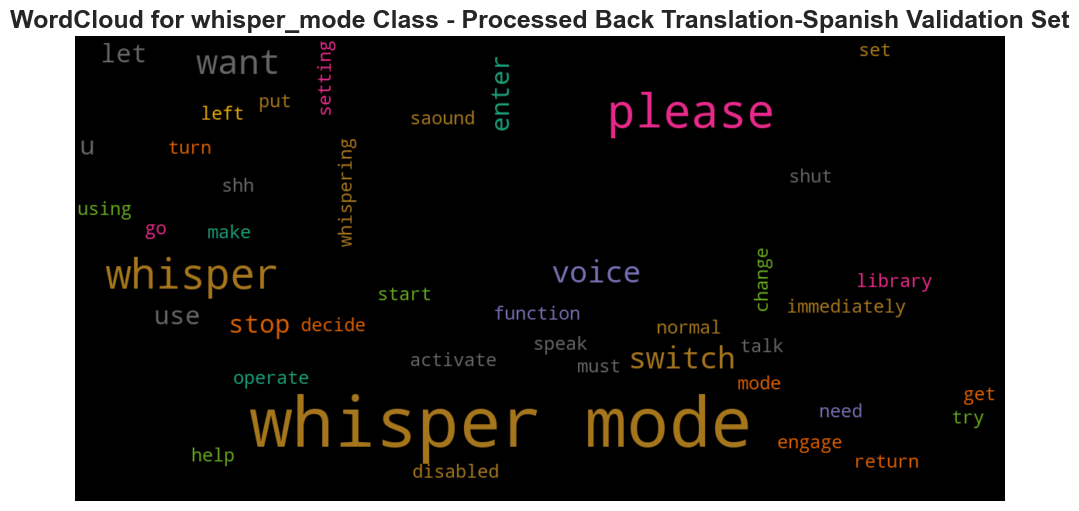 WordCloud for whisper_mode Class - Processed Back Translation-Spanish Validation Set
let
want
setting
enter
set
left
put
saound
please
u
turn
whispering
shh
shut
using
go
make
whisper
voice
change
library
start
immediately
use
stop
decide
function
normal
speak
switch
talk
activate
must
operate
mode
get
whisper mode
need
try
help
engage
disabled
return